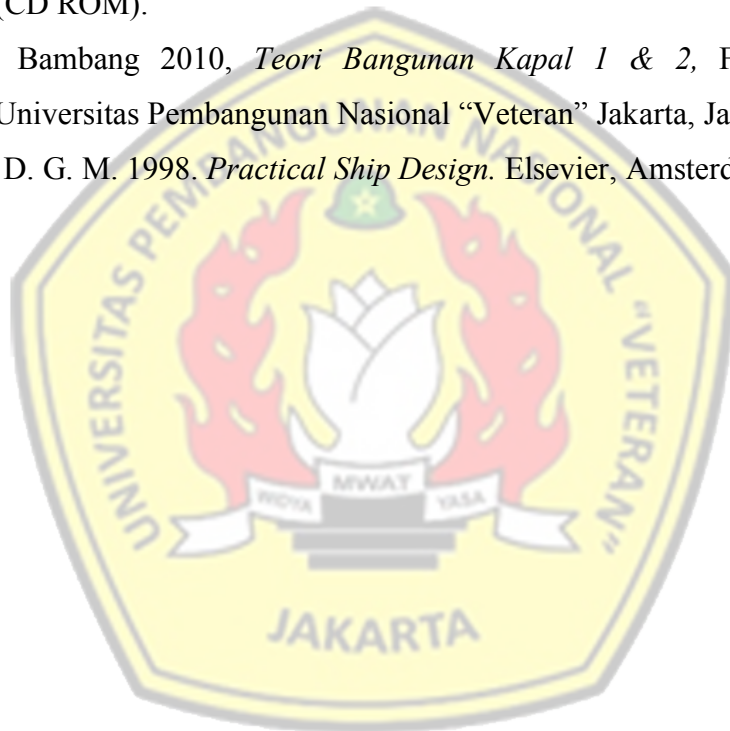 (CD ROM).
Bambang 2010, Teori Bangunan Kapal 1 & 2, F
Universitas Pembangunan Nasional “Veteran” Jakarta, Ja
D. G. M. 1998. Practical Ship Design. Elsevier, Amsterd
UNIVERSITAS PEMBANGUNAN NASIONAL "VETERAN"
WIDYA MWAT YASA
JAKARTA